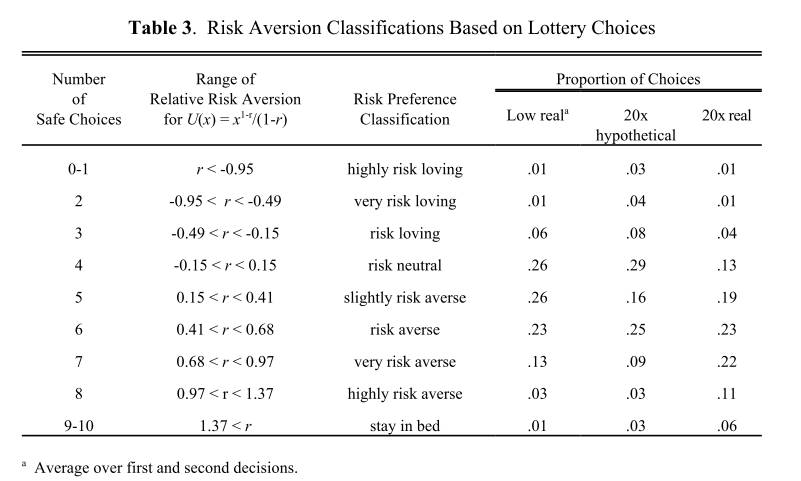 Table 3. Risk Aversion Classifications Based on Lottery Choices
Number of Safe Choices | Range of Relative Risk Aversion for U(x) = x^{1-r}/(1-r) | Risk Preference Classification | Proportion of Choices
Low real^a | 20x hypothetical | 20x real
0-1 | r < -0.95 | highly risk loving | .01 | .03 | .01
2 | -0.95 < r < -0.49 | very risk loving | .01 | .04 | .01
3 | -0.49 < r < -0.15 | risk loving | .06 | .08 | .04
4 | -0.15 < r < 0.15 | risk neutral | .26 | .29 | .13
5 | 0.15 < r < 0.41 | slightly risk averse | .26 | .16 | .19
6 | 0.41 < r < 0.68 | risk averse | .23 | .25 | .23
7 | 0.68 < r < 0.97 | very risk averse | .13 | .09 | .22
8 | 0.97 < r < 1.37 | highly risk averse | .03 | .03 | .11
9-10 | 1.37 < r | stay in bed | .01 | .03 | .06
^a Average over first and second decisions.